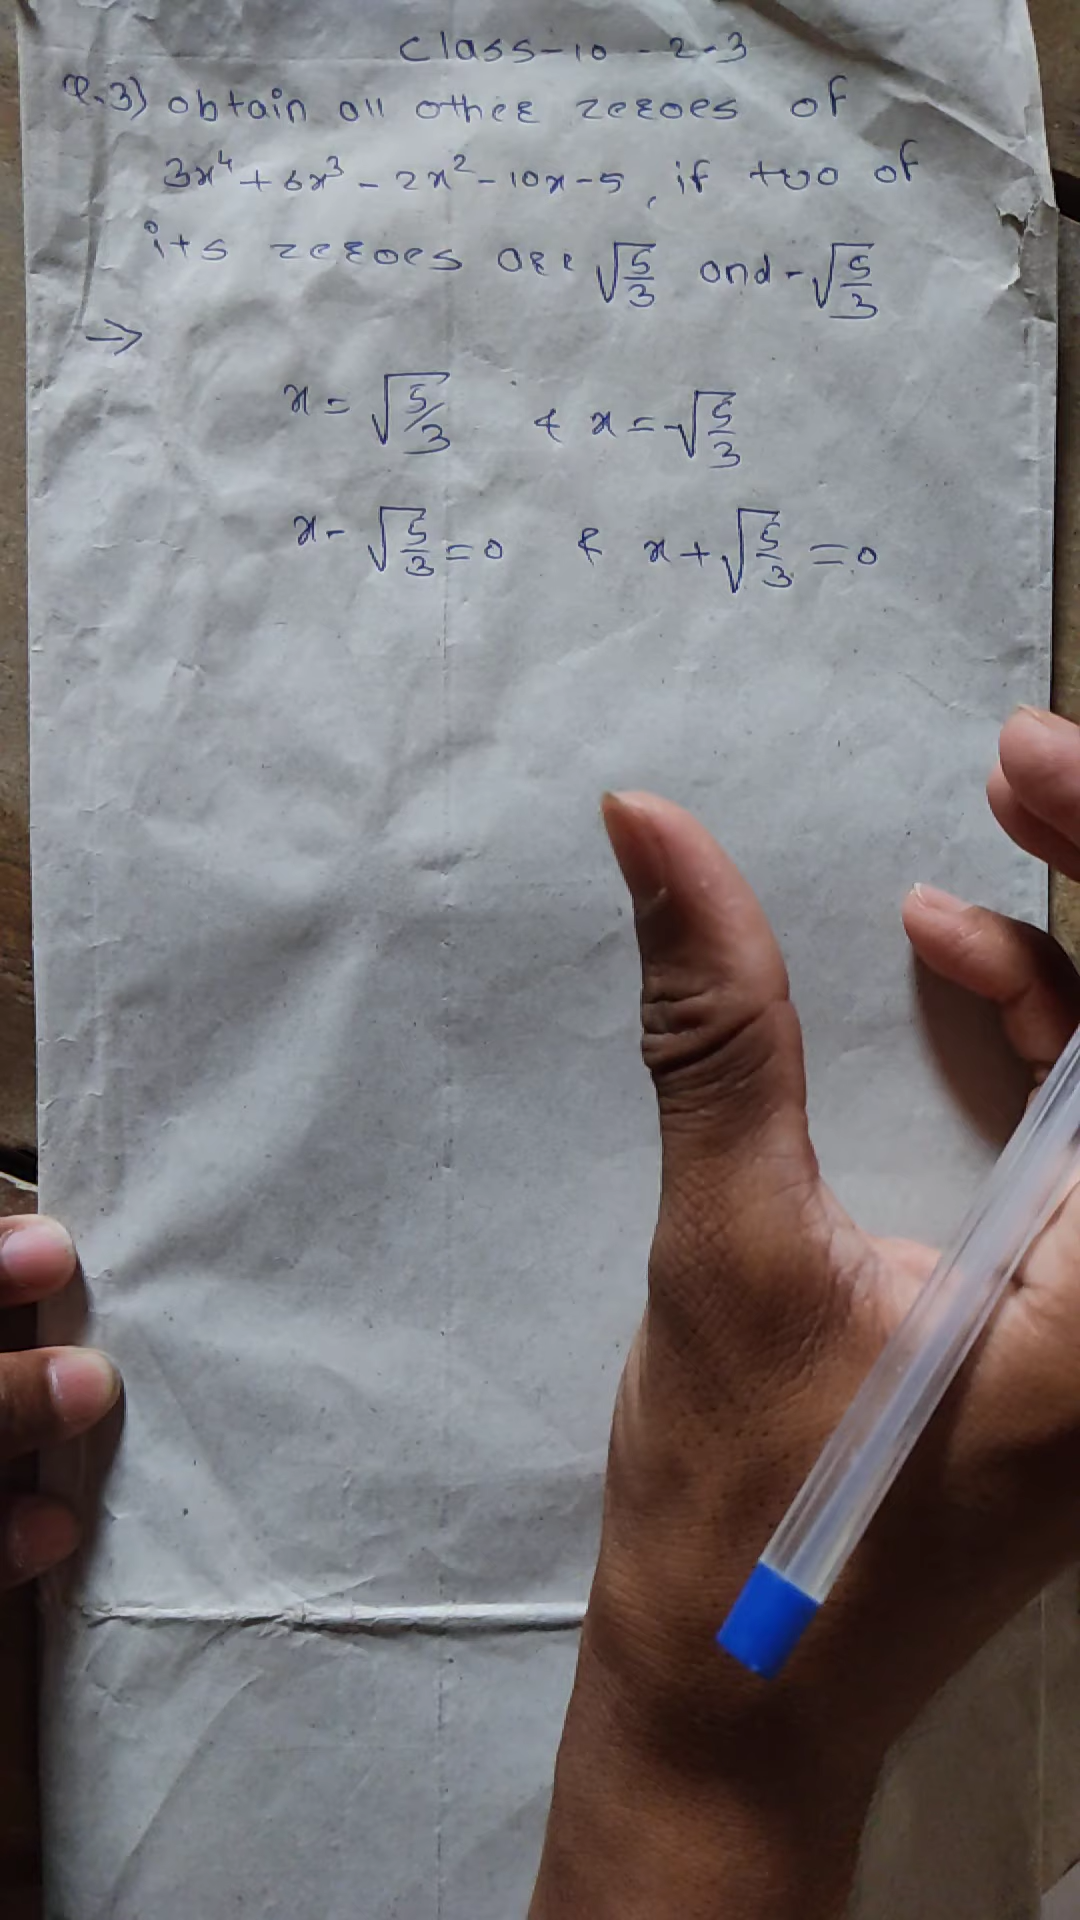 Class-10 - 2-3
Q.3) obtain all other zeroes of
3x⁴ + 6x³ - 2x² - 10x - 5, if two of
its zeroes are √5/3 and -√5/3
→
x = √5/3 & x = -√5/3
x - √5/3 = 0 & x + √5/3 = 0